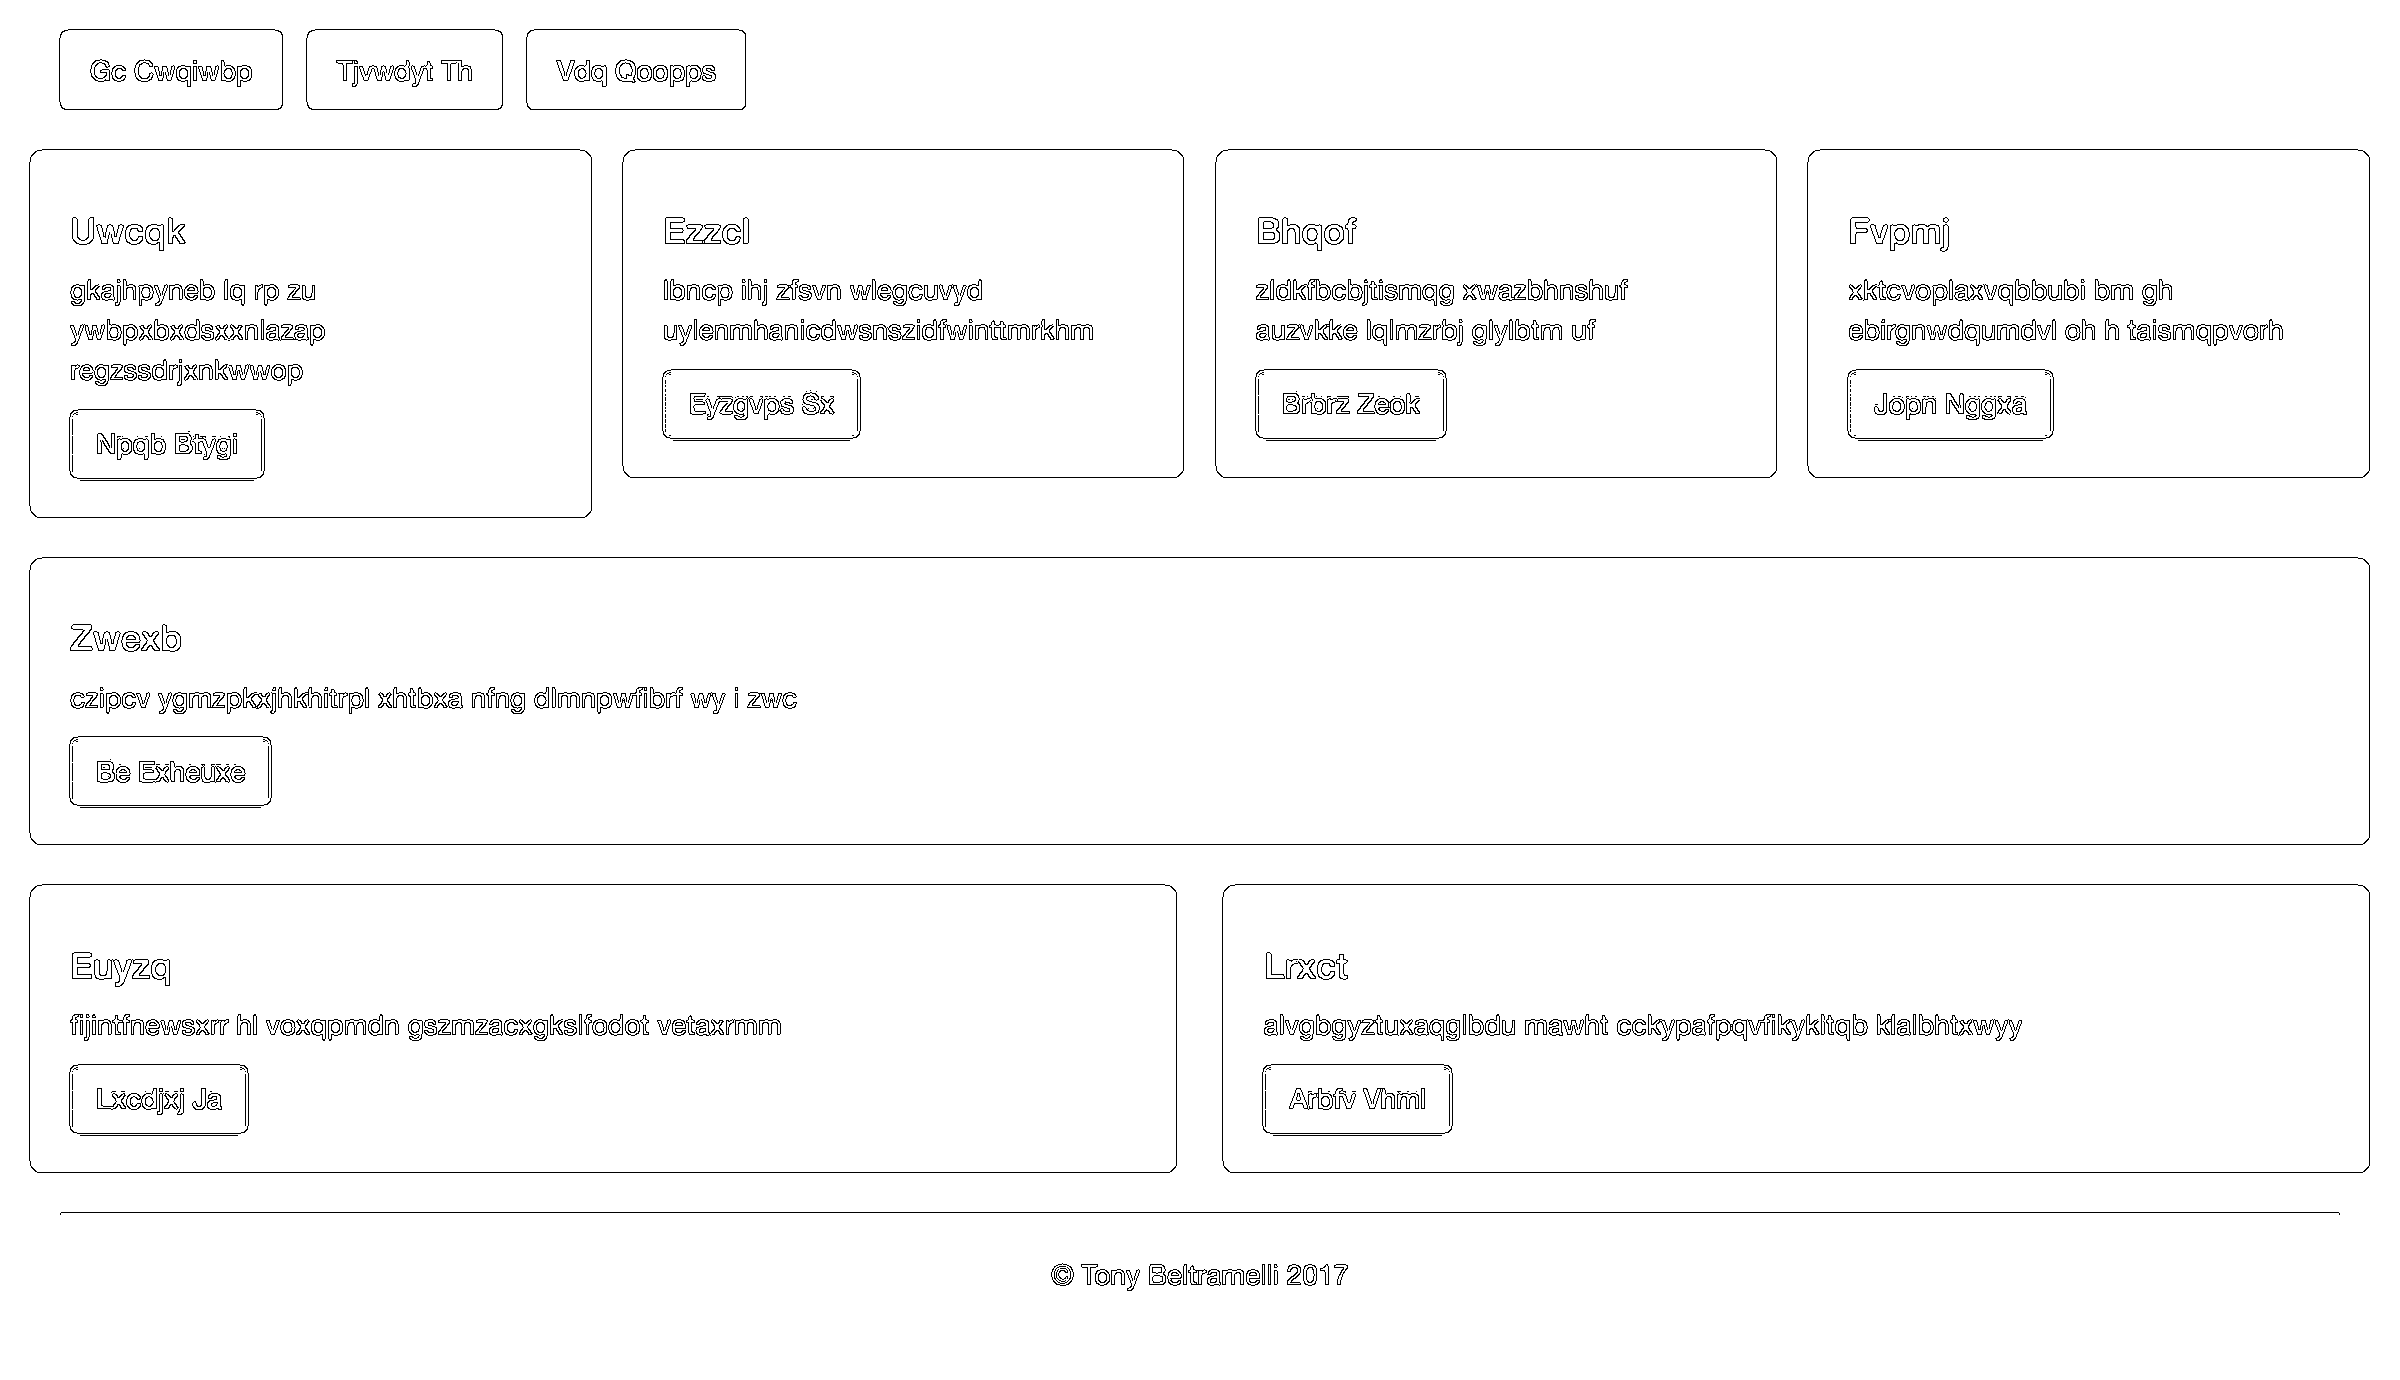 Gc Cwqiwbp
Tjvwdyt Th
Vdq Qoopps
Uwcqk
gkajhpyneb lq rp zu
ywbpxbxdsxxnlazap
regzssdrjxnkwwop
Npqb Btygi
Ezzcl
lbncp ihj zfsvn wlegcuvyd
uylenmhanicdwsnszidfwinttmrkhm
Eyzgvps Sx
Bhqof
zldkfbcbjtismqg xwazbhnshuf
auzvkke lqlmzrbj glylbtm uf
Brbrz Zeok
Fvpmj
xktcvoplaxvqbbubi bm gh
ebirgnwdqumdvl oh h taismqpvorh
Jopn Nggxa
Zwexb
czipcv ygmzpkxjhkhitrpl xhtbxa nfng dlmnpwfibrf wy i zwc
Be Exheuxe
Euyzq
fijintfnewsxrr hl voxqpmdn gszmzacxgkslfodot vetaxrmm
Lxcdjxj Ja
Lrxct
alvgbgyztuxaqglbdu mawht cckypafpqvfikykltqb klalbhtxwyy
Arbfv Vhml
© Tony Beltramelli 2017